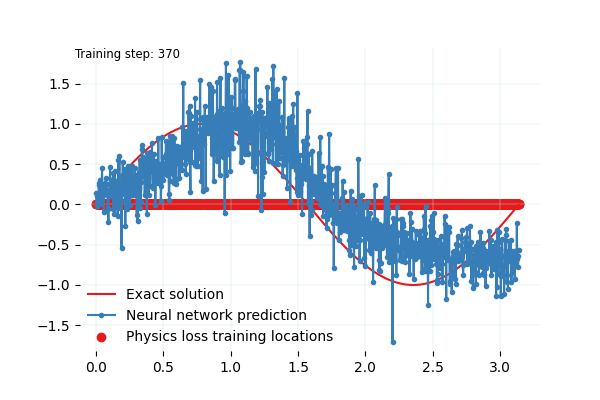 Training step: 370
1.5
1.0
0.5
0.0
−0.5
−1.0
−1.5
Exact solution
Neural network prediction
Physics loss training locations
0.0 0.5 1.0 1.5 2.0 2.5 3.0